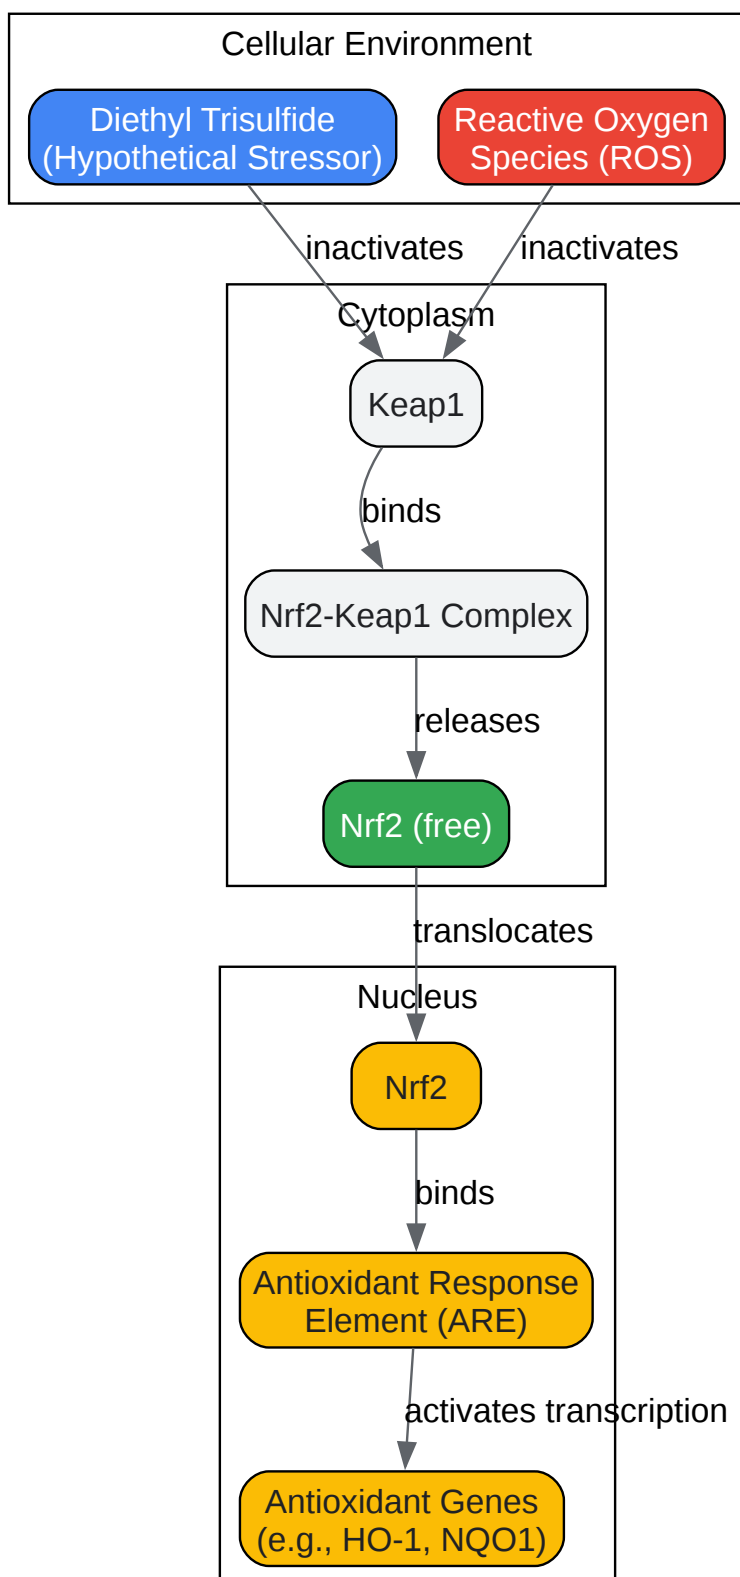 Cellular Environment
Diethyl Trisulfide
(Hypothetical Stressor)
Reactive Oxygen
Species (ROS)
inactivates
inactivates
Cytoplasm
Keap1
binds
Nrf2-Keap1 Complex
releases
Nrf2 (free)
translocates
Nucleus
Nrf2
binds
Antioxidant Response
Element (ARE)
activates transcription
Antioxidant Genes
(e.g., HO-1, NQO1)